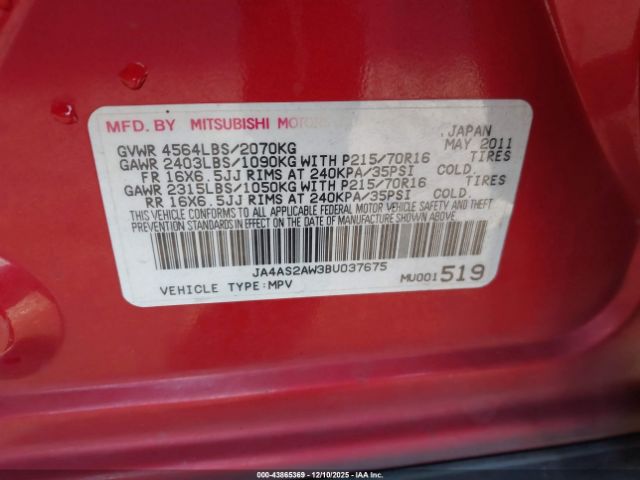 MFD. BY MITSUBISHI MOTORS JAPAN
GVWR 4564LBS/2070KG MAY 2011
GAWR 2403LBS/1090KG WITH P215/70R16 TIRES
FR 16X6.5JJ RIMS AT 240KPA/35PSI COLD.
GAWR 2315LBS/1050KG WITH P215/70R16 TIRES
RR 16X6.5JJ RIMS AT 240KPA/35PSI COLD.
THIS VEHICLE CONFORMS TO ALL APPLICABLE FEDERAL MOTOR VEHICLE SAFETY AND THEFT
PREVENTION STANDARDS IN EFFECT ON THE DATE OF MANUFACTURE SHOWN ABOVE.
JA4AS2AW3BU037675
VEHICLE TYPE:MPV MU001519
000-43865369 - 12/10/2025 - Copyright © IAA, Inc.